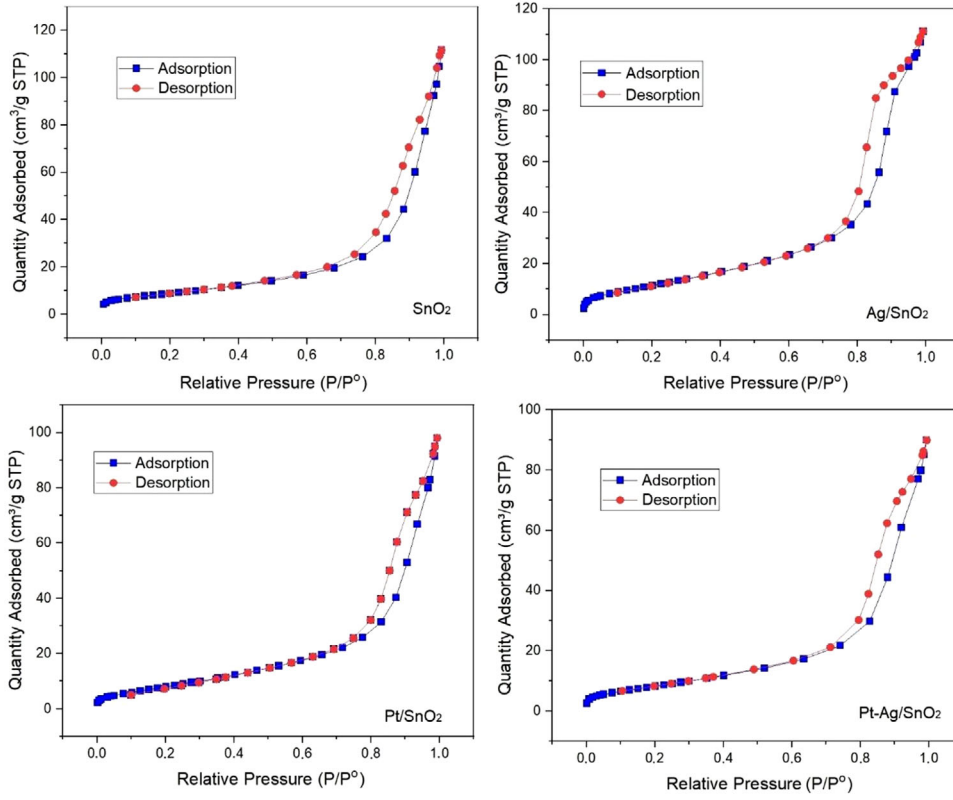 120
100
80
60
40
20
0
Quantity Adsorbed (cm³/g STP)
Adsorption
Desorption
SnO₂
0.0
0,2
0,4
0,6
0,8
1.0
Relative Pressure (P/P⁰)
120
100
80
60
40
20
0
Quantity Adsorbed (cm³/g STP)
Adsorption
Desorption
Ag/SnO₂
0.0
0,2
0,4
0,6
0,8
1.0
Relative Pressure (P/P⁰)
100
80
60
40
20
0
Quantity Adsorbed (cm³/g STP)
Adsorption
Desorption
Pt/SnO₂
0.0
0,2
0,4
0,6
0,8
1.0
Relative Pressure (P/P⁰)
100
80
60
40
20
0
Quantity Adsorbed (cm³/g STP)
Adsorption
Desorption
Pt-Ag/SnO₂
0.0
0,2
0,4
0,6
0,8
1.0
Relative Pressure (P/P⁰)